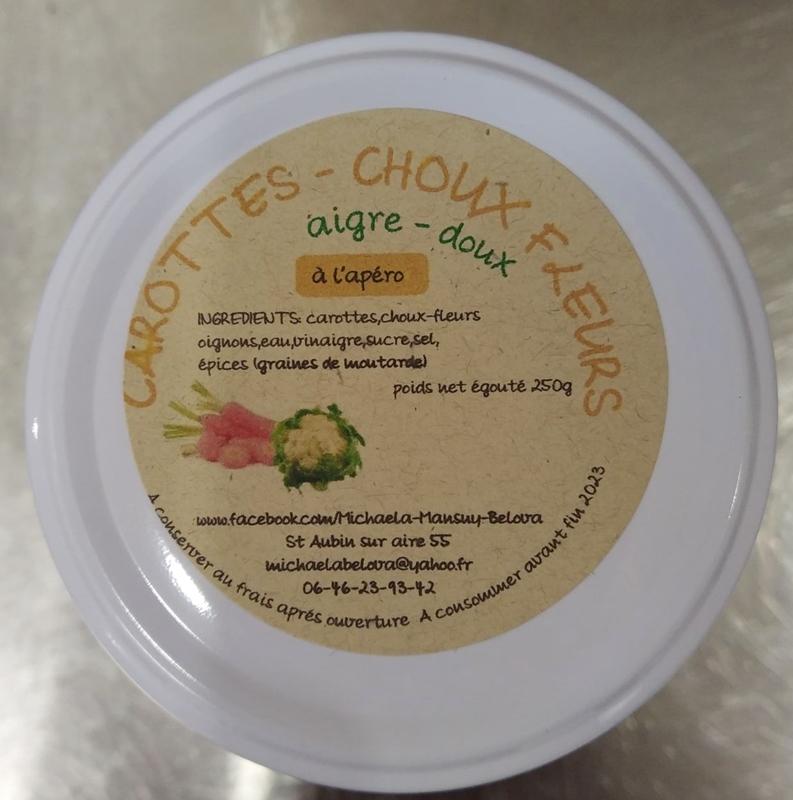 CAROTTES - CHOUX FLEURS
aigre - doux
à l'apéro
INGREDIENTS: carottes,choux-fleurs
oignons,eau,vinaigre,sucre,sel,
épices (graines de moutarde)
poids net égouté 250g
www.facebook.com/Michaela-Mansuy-Belova
St Aubin sur aire 55
michaelabelova@yahoo.fr
06-46-23-93-42
A conserver au frais aprés ouverture A consommer avant fin 2023